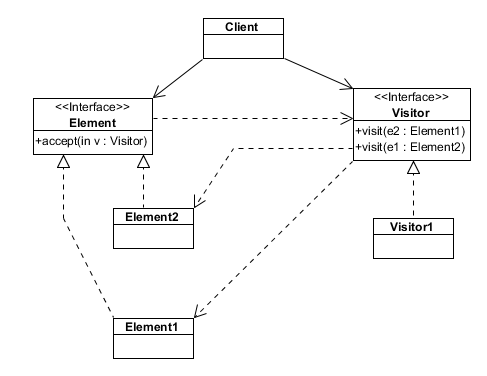 Client
<<Interface>>
Element
+accept(in v : Visitor)
<<Interface>>
Visitor
+visit(e2 : Element1)
+visit(e1 : Element2)
Element2
Visitor1
Element1